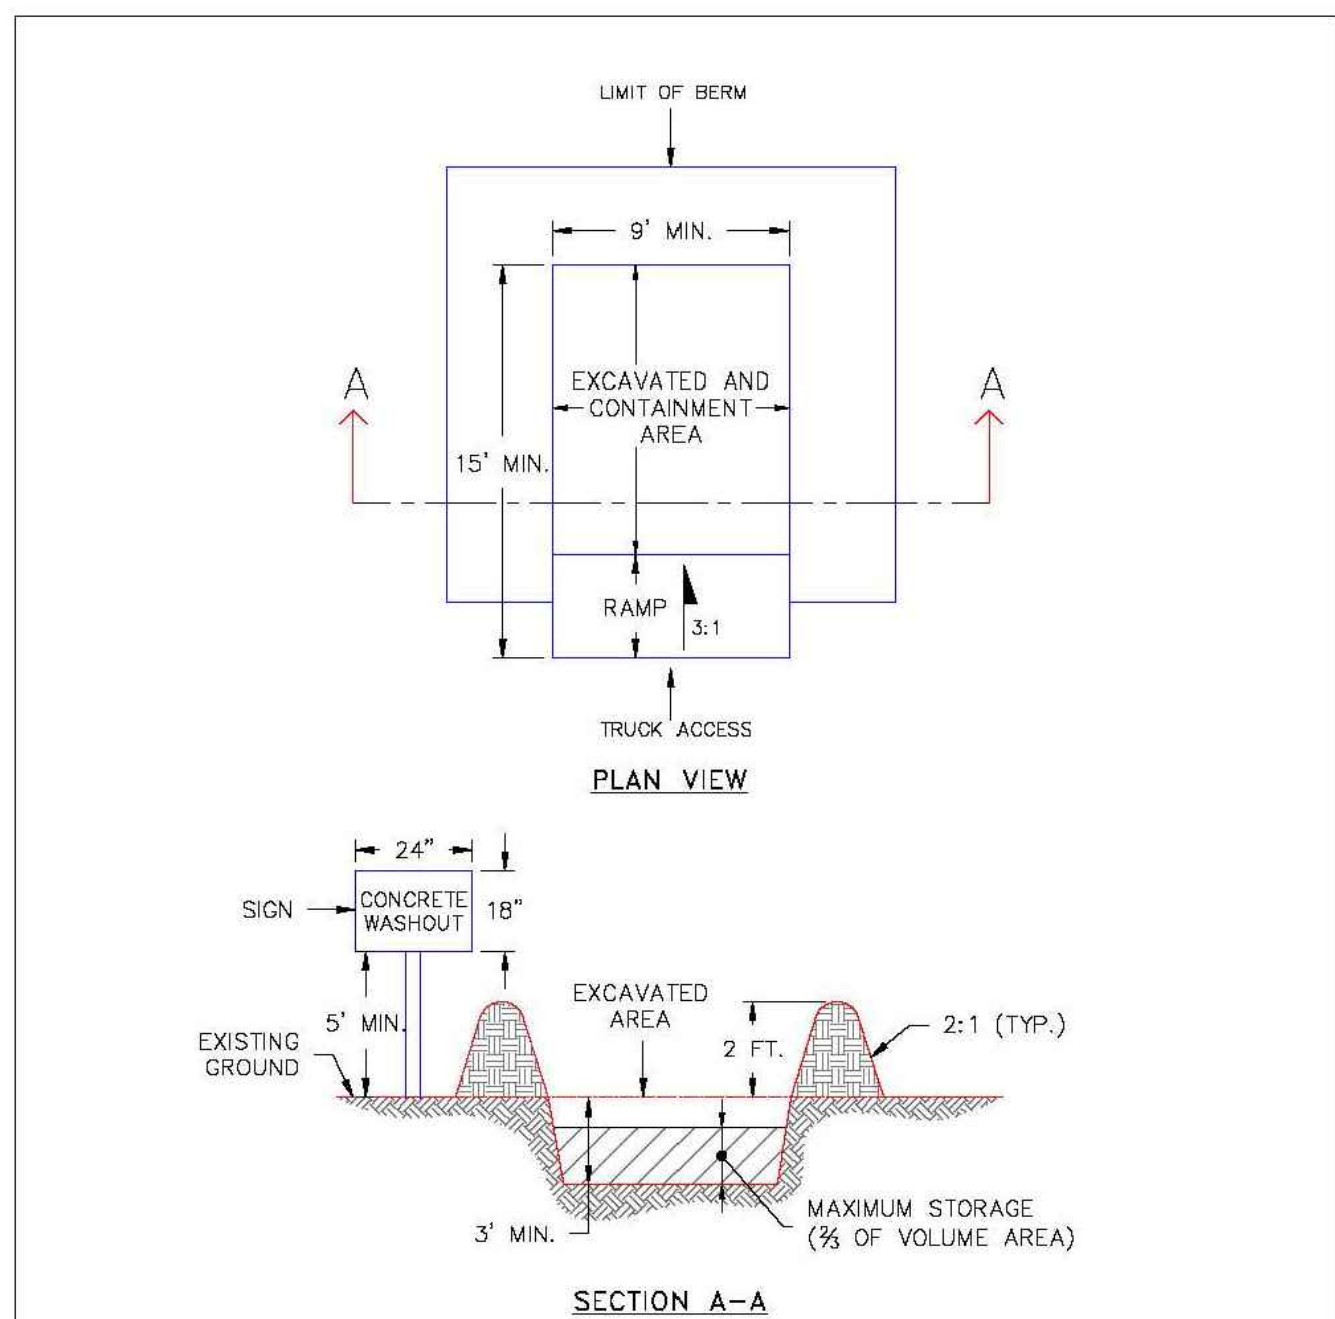 LIMIT OF BERM
9' MIN.
A
A
EXCAVATED AND
CONTAINMENT
AREA
15' MIN.
RAMP
3:1
TRUCK ACCESS
PLAN VIEW
24"
SIGN
CONCRETE
WASHOUT
18"
5' MIN.
EXISTING
GROUND
EXCAVATED
AREA
2 FT.
2:1 (TYP.)
3' MIN.
MAXIMUM STORAGE
(⅔ OF VOLUME AREA)
SECTION A-A